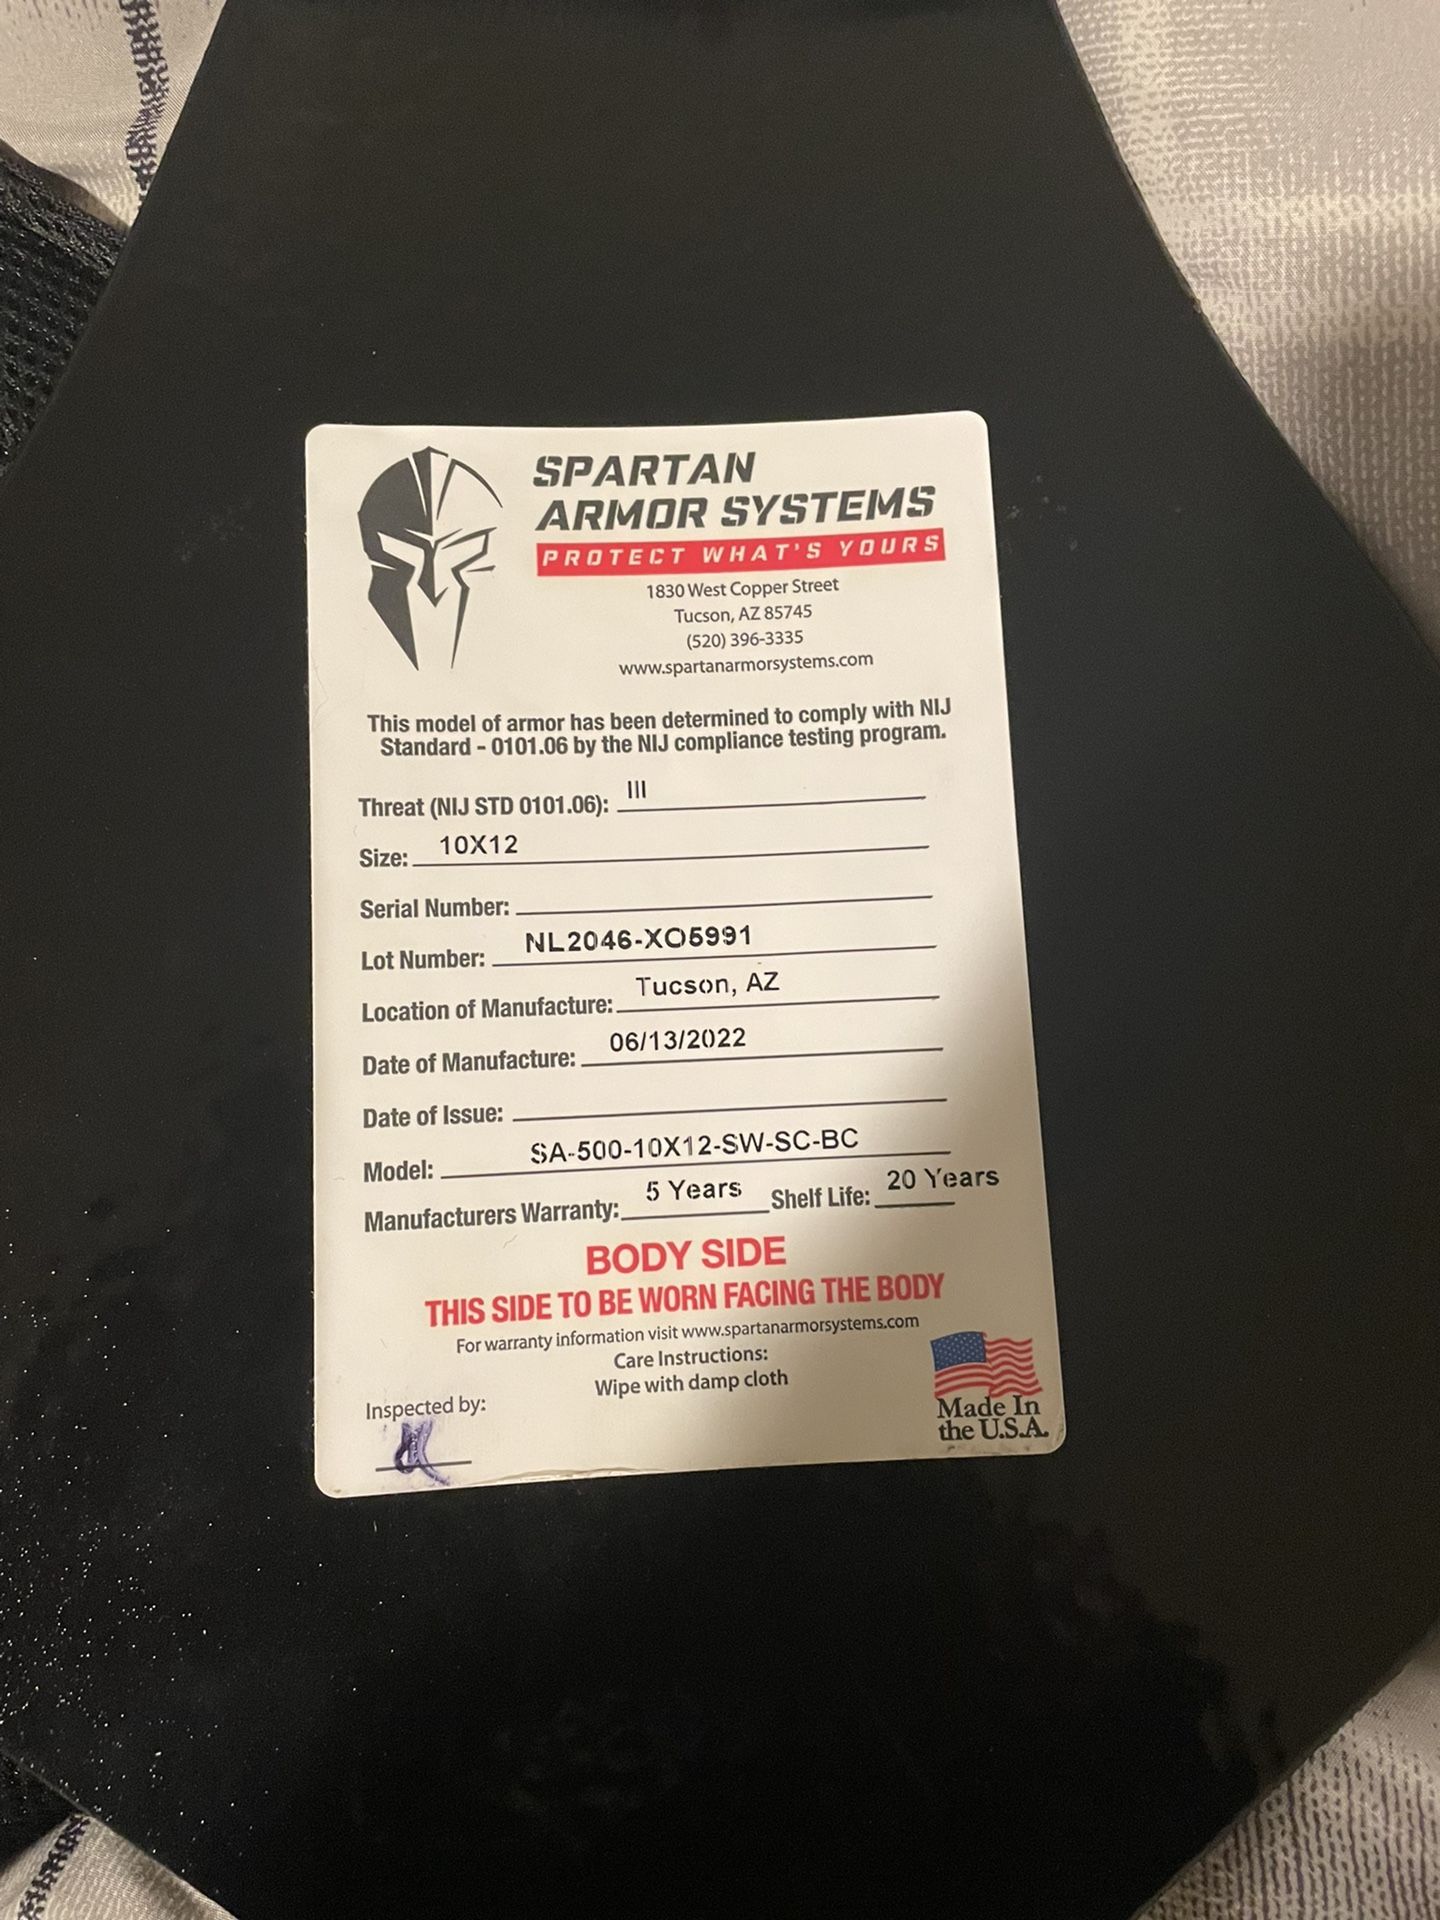 SPARTAN
ARMOR SYSTEMS
PROTECT WHAT'S YOURS
1830 West Copper Street
Tucson, AZ 85745
(520) 396-3335
www.spartanarmorsystems.com
This model of armor has been determined to comply with NIJ
Standard - 0101.06 by the NIJ compliance testing program.
Threat (NIJ STD 0101.06): III
Size: 10X12
Serial Number:
Lot Number: NL2046-XO5991
Location of Manufacture: Tucson, AZ
Date of Manufacture: 06/13/2022
Date of Issue:
Model: SA-500-10X12-SW-SC-BC
Manufacturers Warranty: 5 Years Shelf Life: 20 Years
BODY SIDE
THIS SIDE TO BE WORN FACING THE BODY
For warranty information visit www.spartanarmorsystems.com
Care Instructions:
Wipe with damp cloth
Inspected by:
Made In
the U.S.A.